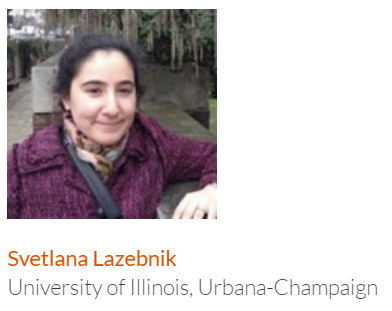 Svetlana Lazebnik
University of Illinois, Urbana-Champaign